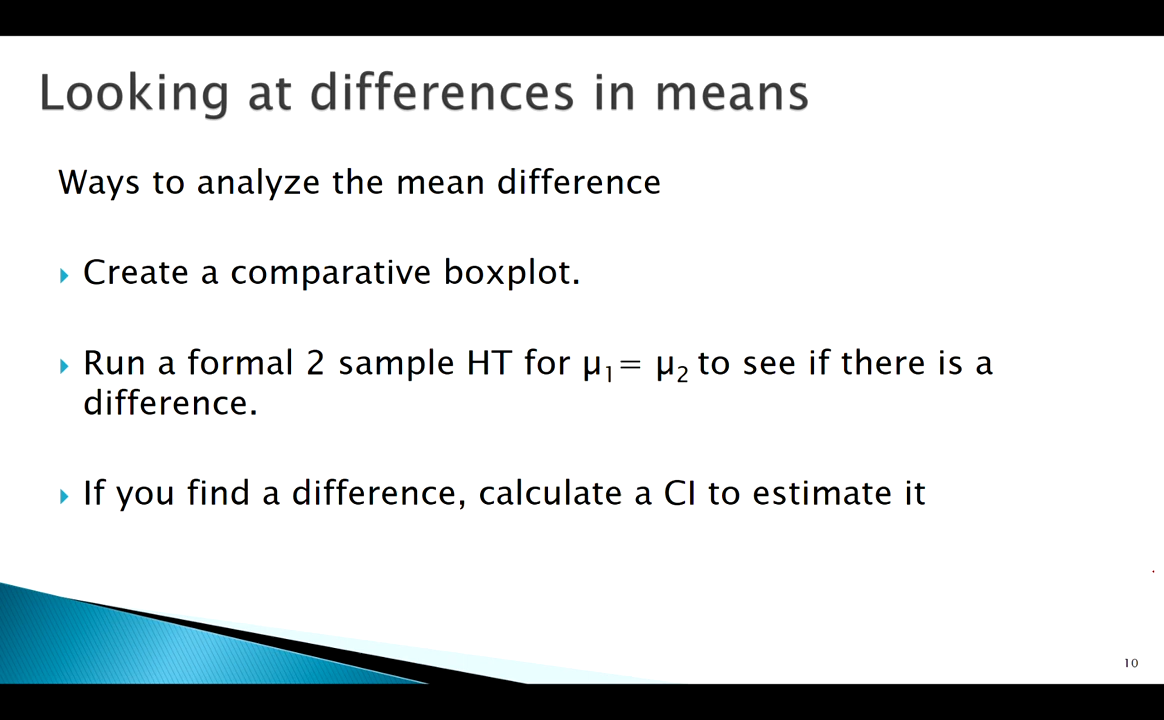 Looking at differences in means
Ways to analyze the mean difference
Create a comparative boxplot.
Run a formal 2 sample HT for μ₁= μ₂ to see if there is a
difference.
If you find a difference, calculate a CI to estimate it
10